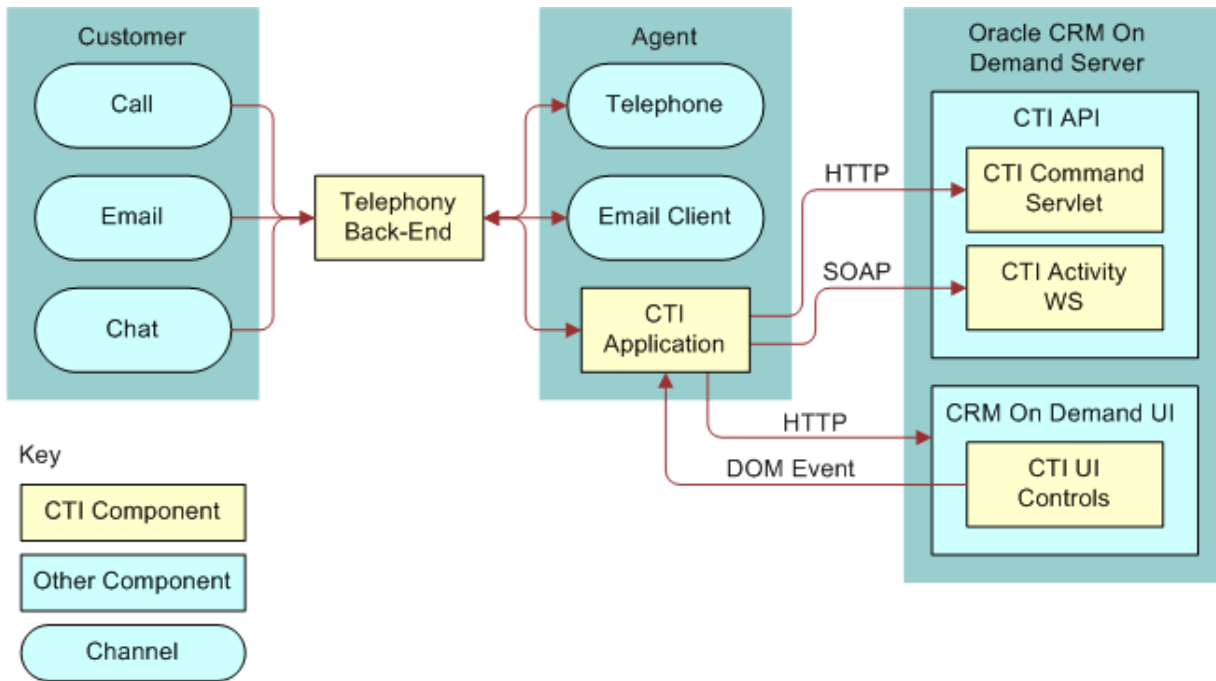 Customer
Call
Email
Chat
Telephony
Back-End
Agent
Telephone
Email Client
CTI
Application
HTTP
SOAP
HTTP
DOM Event
Oracle CRM On
Demand Server
CTI API
CTI Command
Servlet
CTI Activity
WS
CRM On Demand UI
CTI UI
Controls
Key
CTI Component
Other Component
Channel